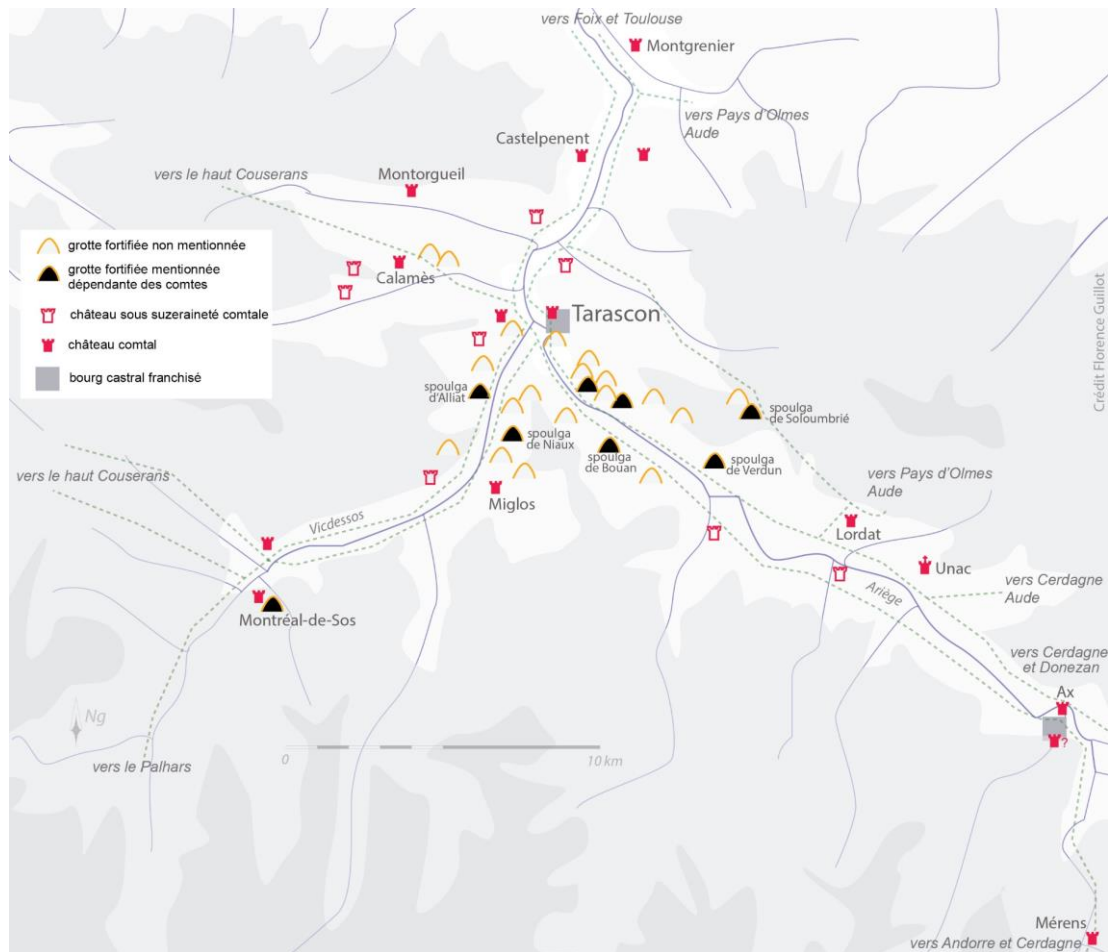 vers Foix et Toulouse
Montgrenier
vers Pays d'Olmes
Aude
Castelpenent
vers le haut Couserans
Montorgueil
grotte fortifiée non mentionnée
grotte fortifiée mentionnée
dépendante des comtes
château sous suzeraineté comtale
château comtal
bourg castral franchisé
Calamès
Tarascon
Crédit Florence Guillot
spoulga
d'Alliat
spoulga
de Soloumbrié
spoulga
de Niaux
spoulga
de Bouan
spoulga
de Verdun
vers le haut Couserans
vers Pays d'Olmes
Aude
Miglos
Vicdessos
Lordat
Unac
Ariège
vers Cerdagne
Aude
Montréal-de-Sos
vers Cerdagne
et Donezan
Ax
?
Ng
0
10 km
vers le Palhars
Mérens
vers Andorre et Cerdagne